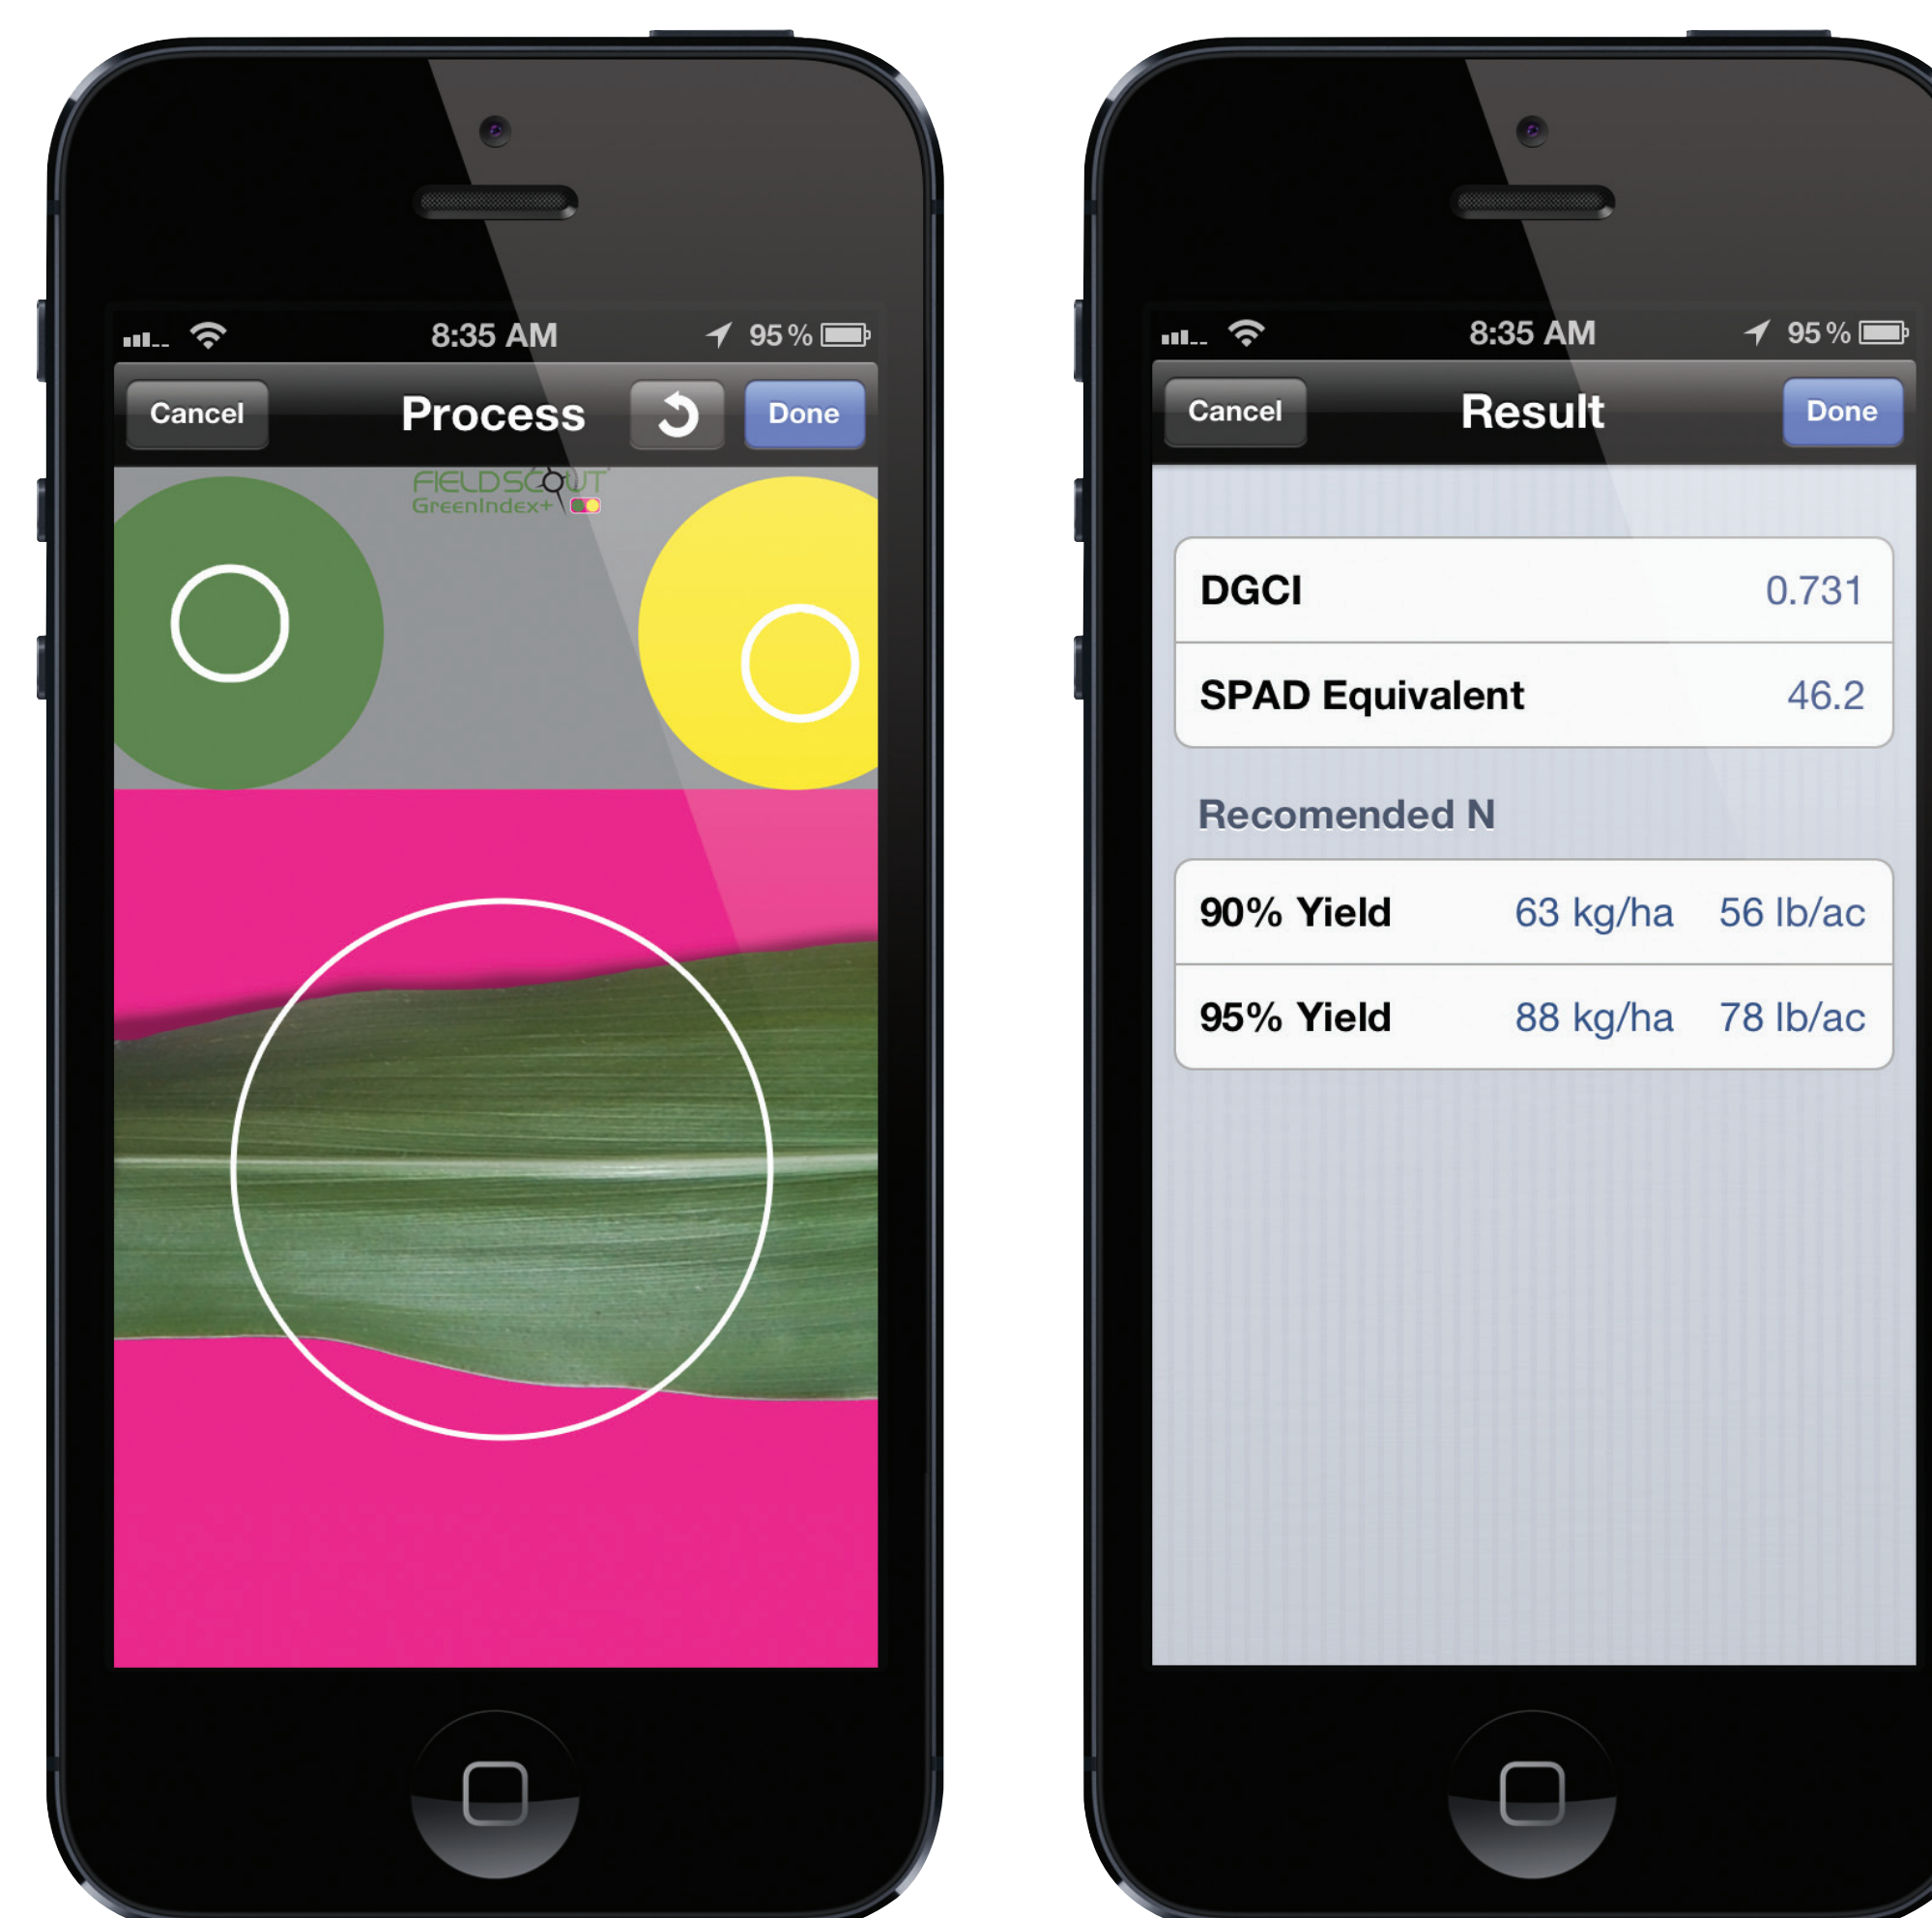 8:35 AM 95%
Cancel Process Done
FIELDSCOUT
GreenIndex+
8:35 AM 95%
Cancel Result Done
DGCI 0.731
SPAD Equivalent 46.2
Recomended N
90% Yield 63 kg/ha 56 lb/ac
95% Yield 88 kg/ha 78 lb/ac